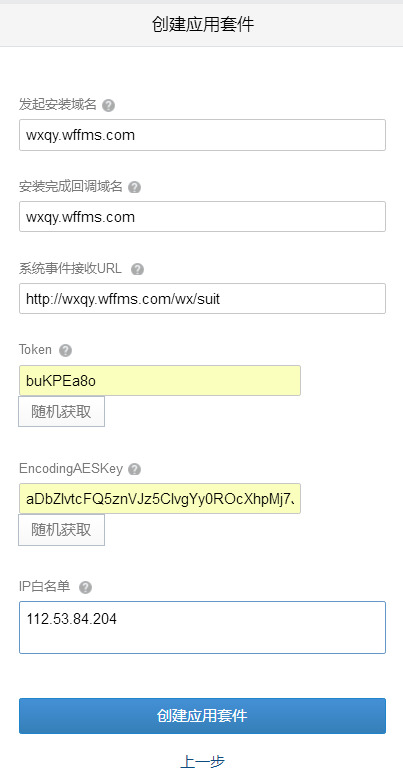 创建应用套件
发起安装域名 ?
wxqy.wffms.com
安装完成回调域名 ?
wxqy.wffms.com
系统事件接收URL ?
http://wxqy.wffms.com/wx/suit
Token ?
buKPEa8o
随机获取
EncodingAESKey ?
aDbZlvtcFQ5znVJz5ClvgYy0ROcXhpMj7
随机获取
IP白名单 ?
112.53.84.204
创建应用套件
上一步